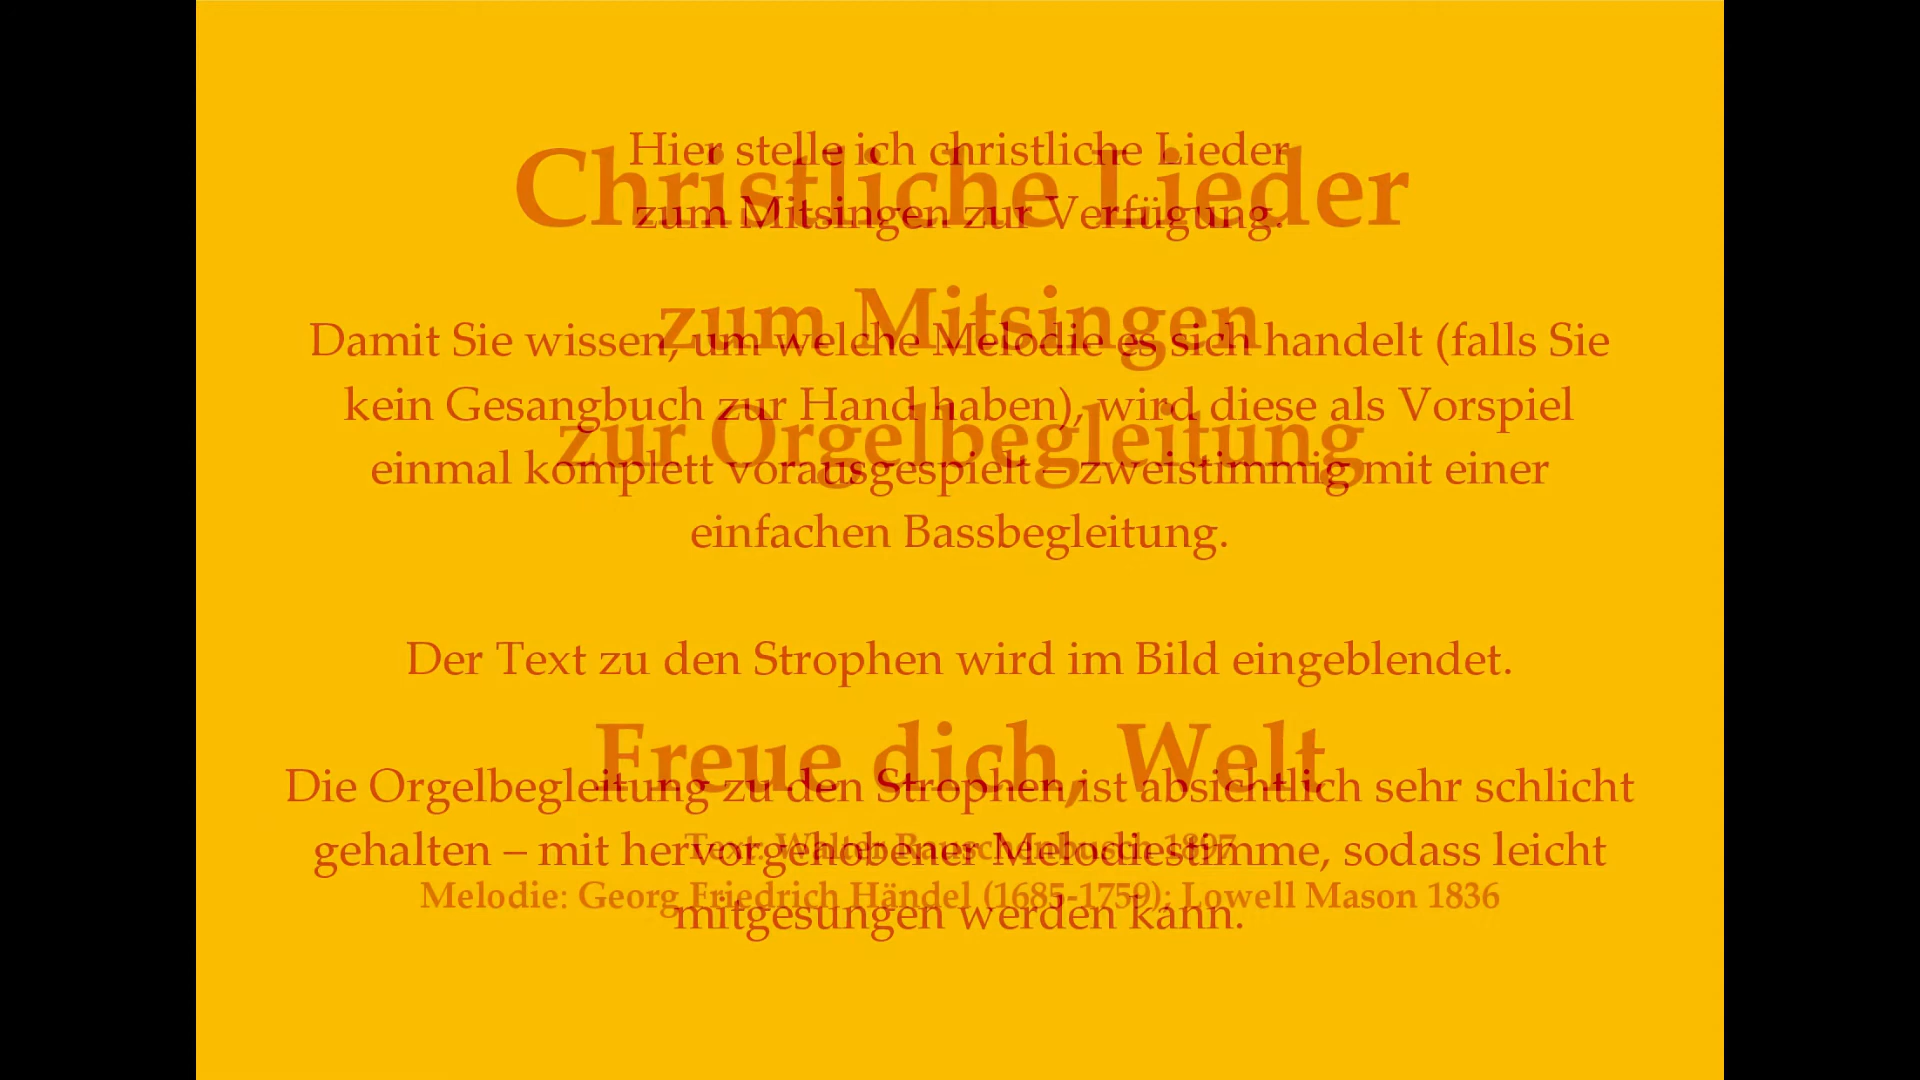 Christliche Lieder
zum Mitsingen
zur Orgelbegleitung
Freue dich, Welt
Text: Walter Rauschenbusch 1897
Melodie: Georg Friedrich Händel (1685-1759); Lowell Mason 1836
Hier stelle ich christliche Lieder
zum Mitsingen zur Verfügung.
Damit Sie wissen, um welche Melodie es sich handelt (falls Sie
kein Gesangbuch zur Hand haben), wird diese als Vorspiel
einmal komplett vorausgespielt – zweistimmig mit einer
einfachen Bassbegleitung.
Der Text zu den Strophen wird im Bild eingeblendet.
Die Orgelbegleitung zu den Strophen ist absichtlich sehr schlicht
gehalten – mit hervorgehobener Melodiestimme, sodass leicht
mitgesungen werden kann.